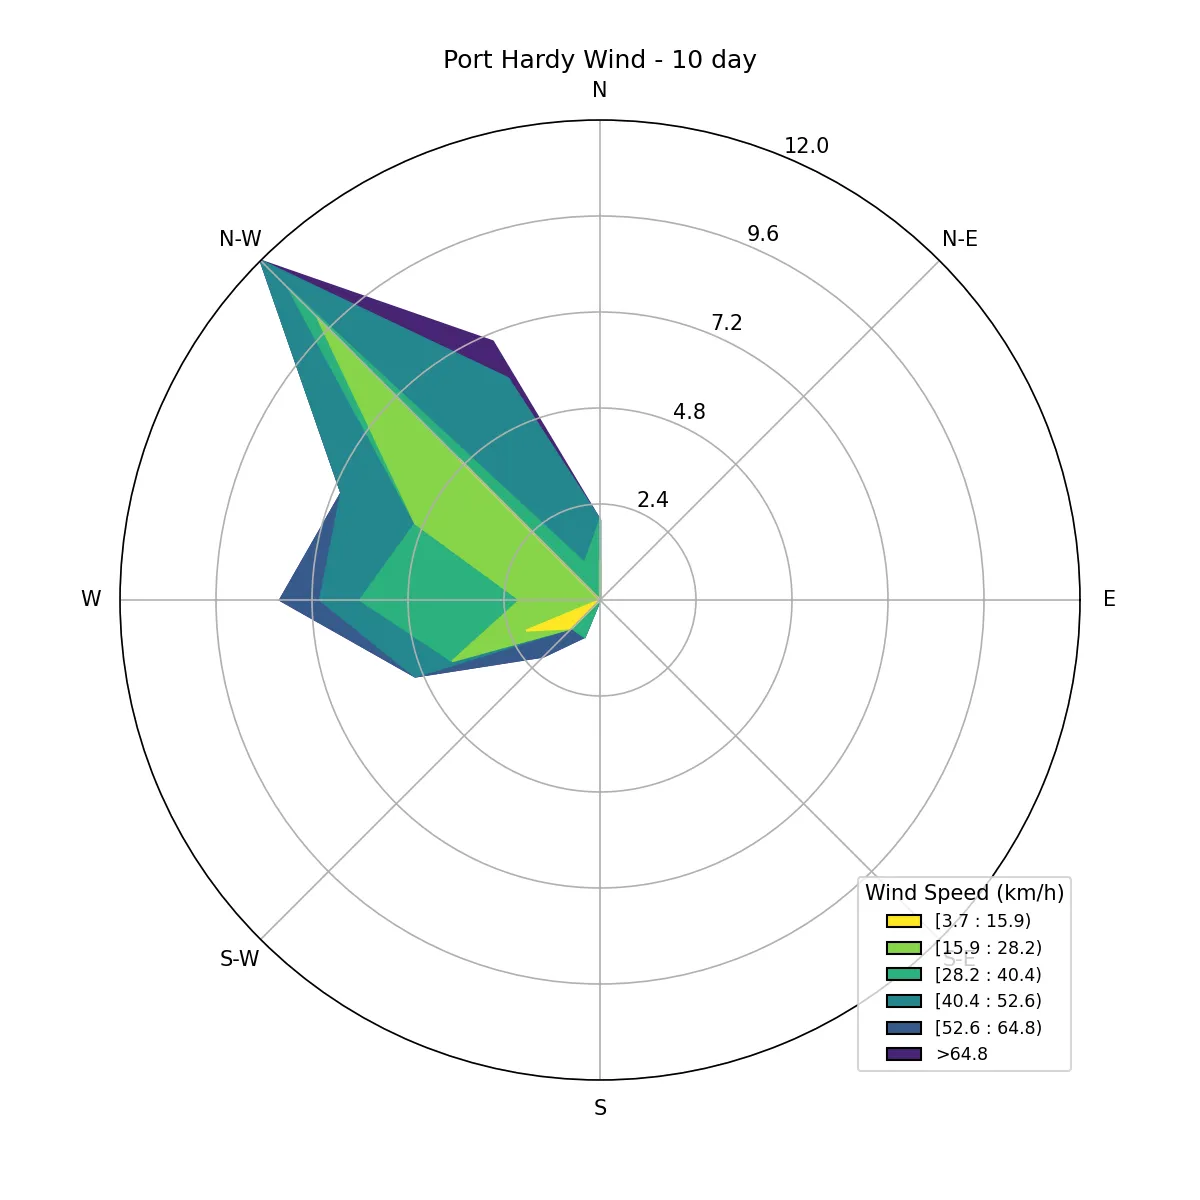 Port Hardy Wind - 10 day
N
12.0
9.6
N-W
N-E
7.2
4.8
2.4
W
E
Wind Speed (km/h)
[3.7 : 15.9)
[15.9 : 28.2)
S-W
S-E
[28.2 : 40.4)
[40.4 : 52.6)
[52.6 : 64.8)
>64.8
S